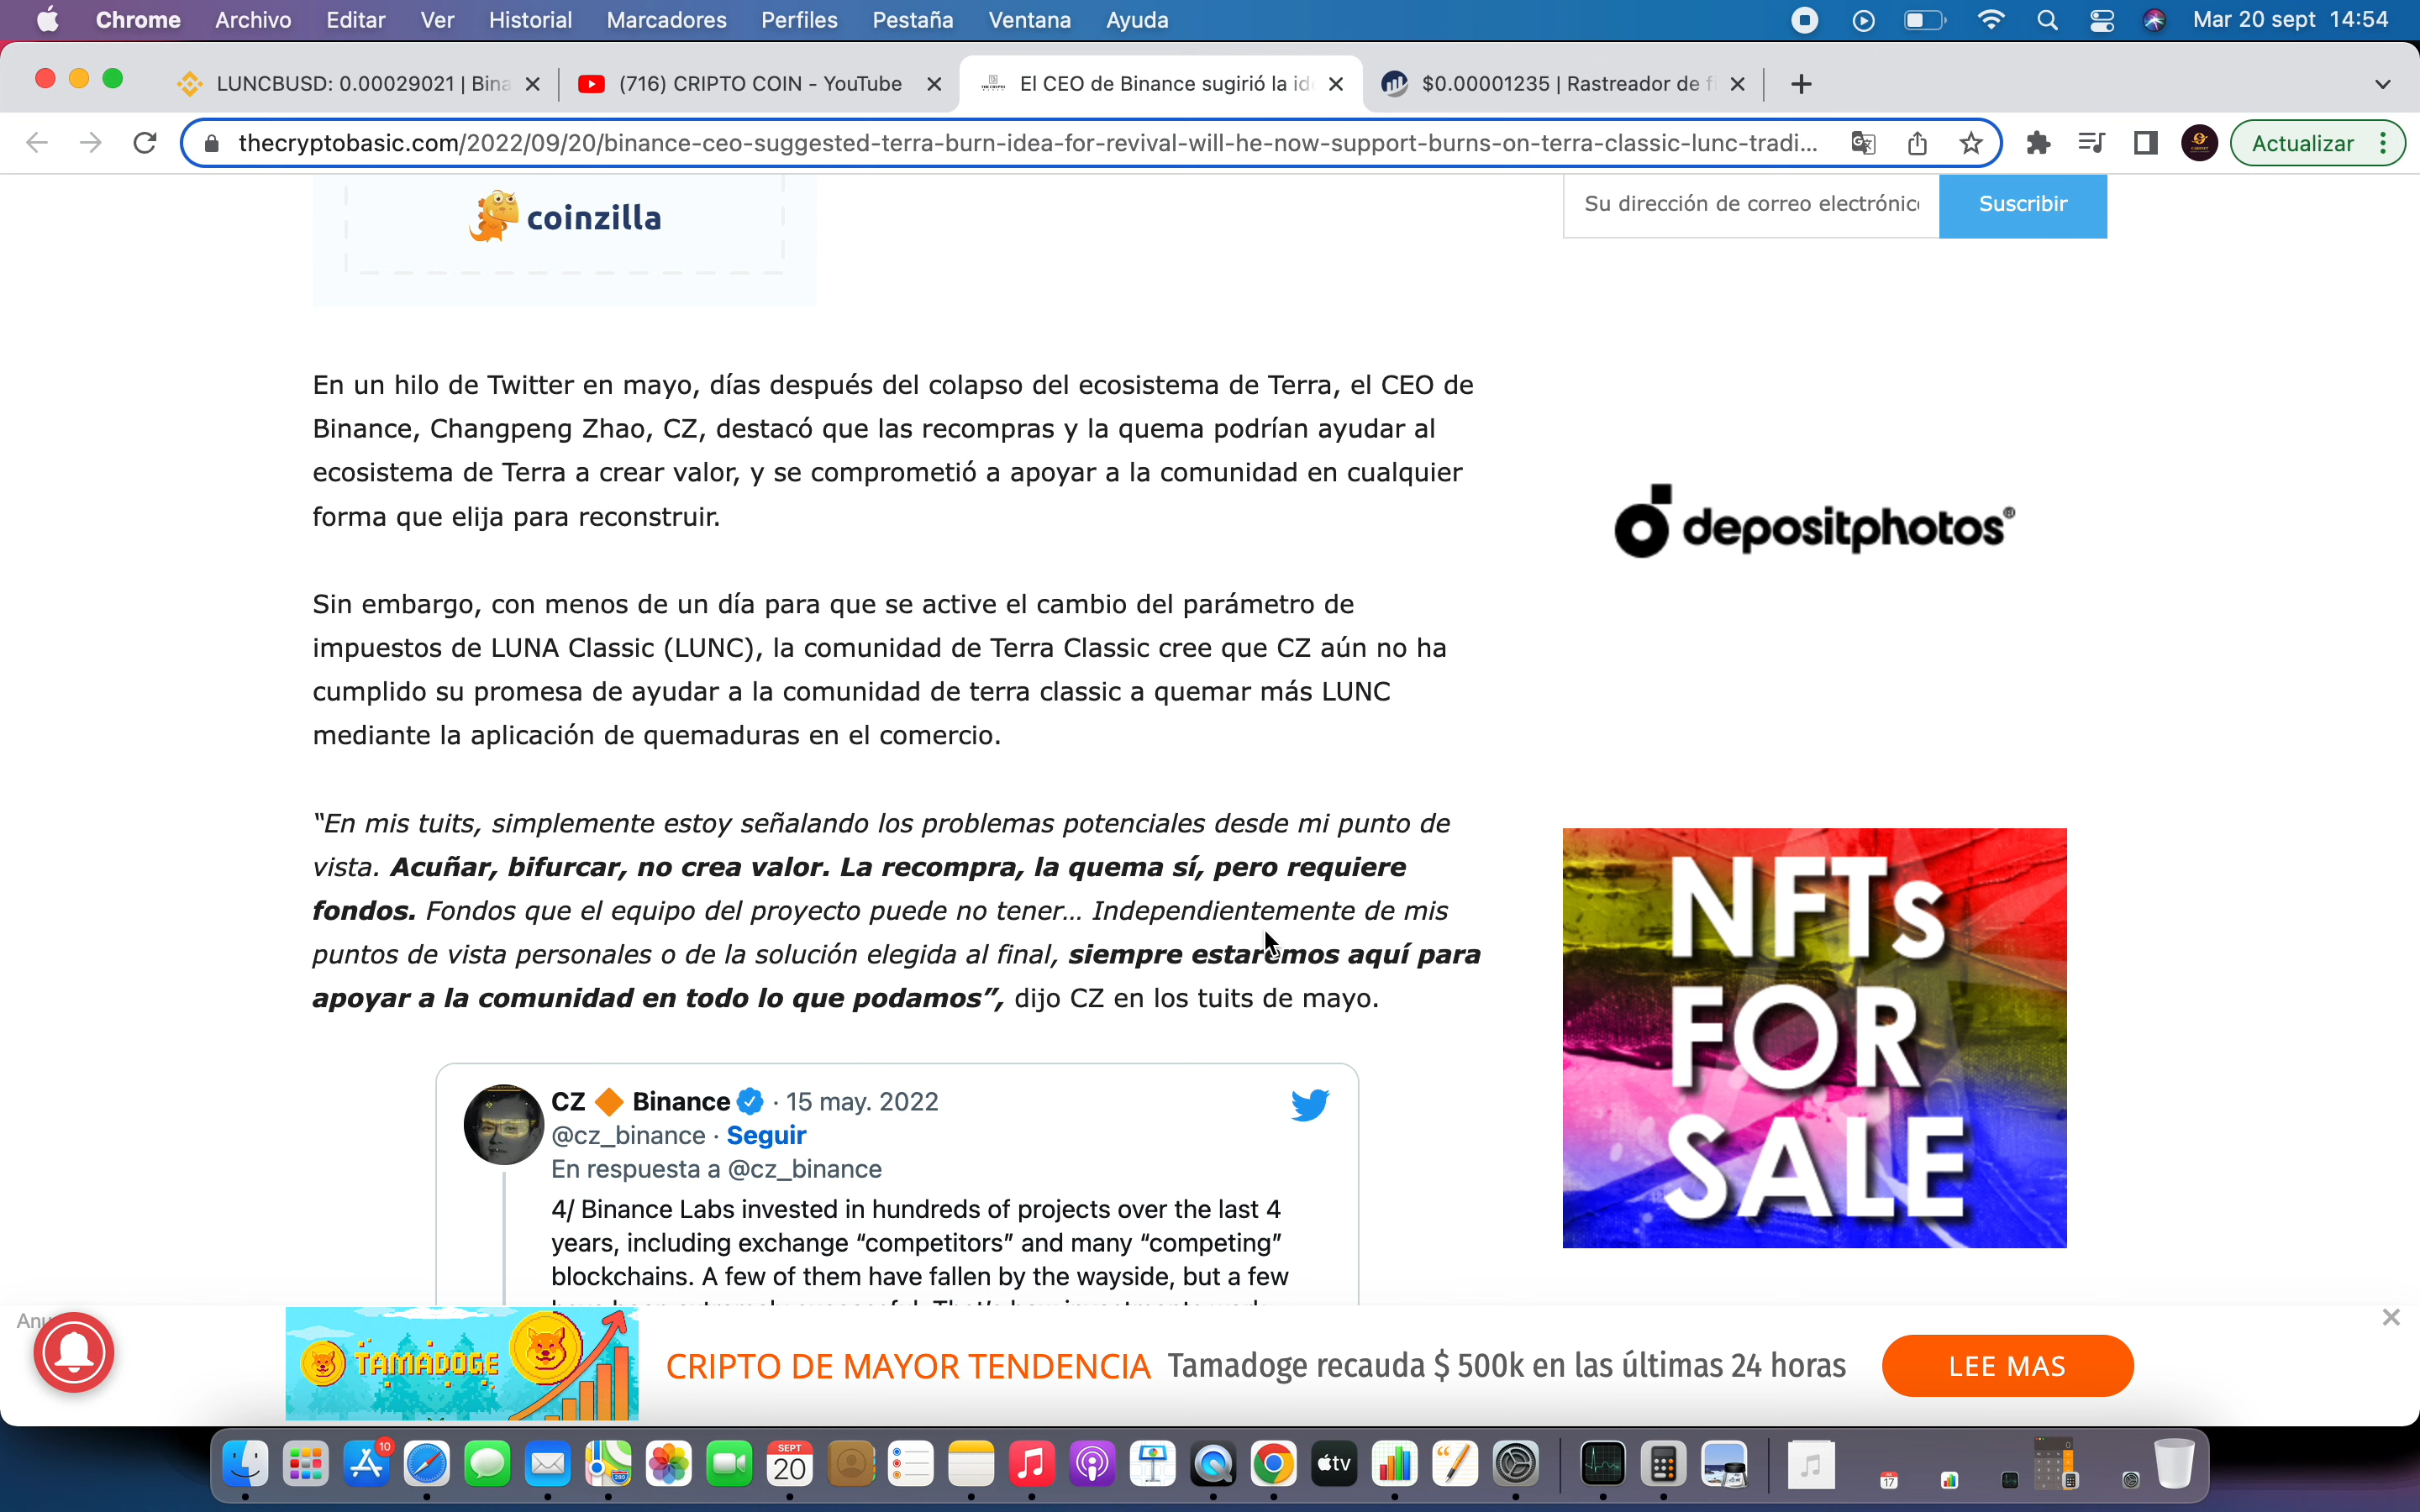 Chrome Archivo Editar Ver Historial Marcadores Perfiles Pestaña Ventana Ayuda Mar 20 sept 14:54
LUNCBUSD: 0.00029021 | Bina (716) CRIPTO COIN - YouTube El CEO de Binance sugirió la id $0.00001235 | Rastreador de fi
thecryptobasic.com/2022/09/20/binance-ceo-suggested-terra-burn-idea-for-revival-will-he-now-support-burns-on-terra-classic-lunc-tradi... Actualizar
coinzilla
Su dirección de correo electrónic Suscribir
En un hilo de Twitter en mayo, días después del colapso del ecosistema de Terra, el CEO de
Binance, Changpeng Zhao, CZ, destacó que las recompras y la quema podrían ayudar al
ecosistema de Terra a crear valor, y se comprometió a apoyar a la comunidad en cualquier
forma que elija para reconstruir.
depositphotos®
Sin embargo, con menos de un día para que se active el cambio del parámetro de
impuestos de LUNA Classic (LUNC), la comunidad de Terra Classic cree que CZ aún no ha
cumplido su promesa de ayudar a la comunidad de terra classic a quemar más LUNC
mediante la aplicación de quemaduras en el comercio.
“En mis tuits, simplemente estoy señalando los problemas potenciales desde mi punto de
vista. Acuñar, bifurcar, no crea valor. La recompra, la quema sí, pero requiere
fondos. Fondos que el equipo del proyecto puede no tener... Independientemente de mis
puntos de vista personales o de la solución elegida al final, siempre estaremos aquí para
apoyar a la comunidad en todo lo que podamos”, dijo CZ en los tuits de mayo.
NFTs
FOR
SALE
CZ 🔶 Binance · 15 may. 2022
@cz_binance · Seguir
En respuesta a @cz_binance
4/ Binance Labs invested in hundreds of projects over the last 4
years, including exchange “competitors” and many “competing”
blockchains. A few of them have fallen by the wayside, but a few
Anu
TAMADOGE
CRIPTO DE MAYOR TENDENCIA Tamadoge recauda $ 500k en las últimas 24 horas LEE MAS
10
SEPT
20
tv
17